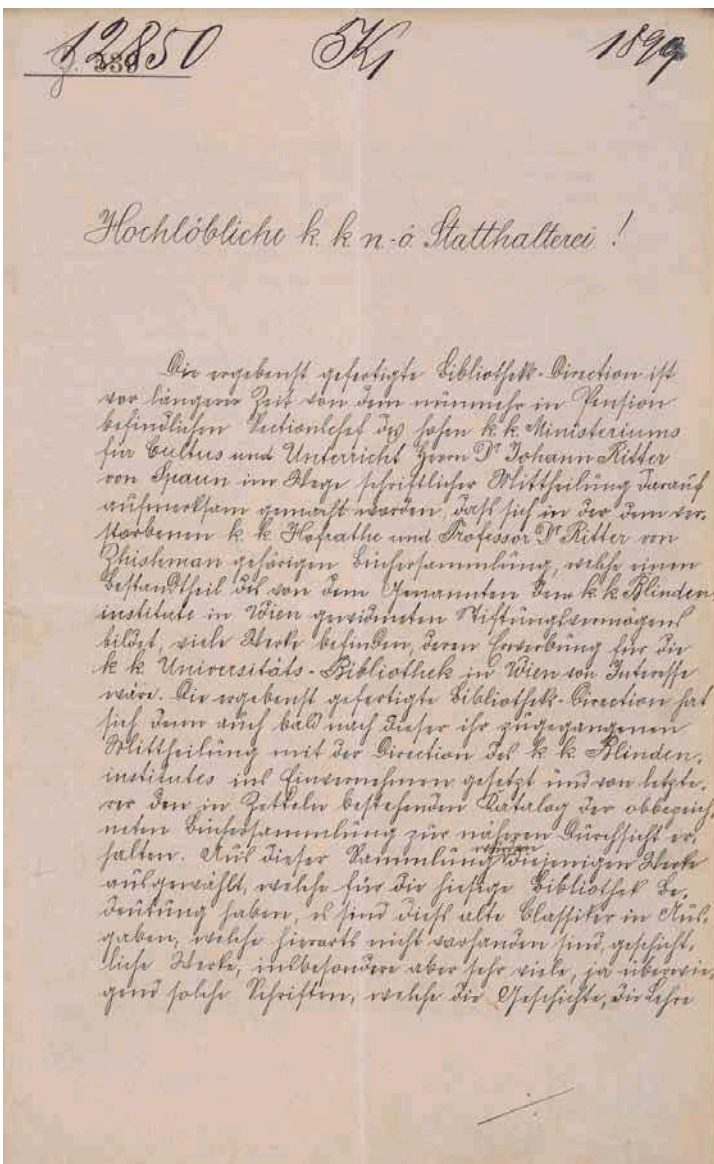 12850 K1 1899
Z. 339
Hochlöbliche k. k. n.-ö. Statthalterei!
Die ergebenst gefertigte Bibliothek-Direction ist
vor längerer Zeit von dem nunmehr in Pension
befindlichen Sectionschef des hohen k. k. Ministeriums
für Cultus und Unterricht Herrn Dr Johann Ritter
von Spaun im Wege schriftlicher Mittheilung darauf
aufmerksam gemacht worden, dass sich in der dem ver-
storbenen k. k. Hofrathe und Professor Dr Ritter von
Zhishman gehörigen Büchersammlung, welche einen
Bestandtheil des von dem Genannten dem k. k. Blinden-
institute in Wien gewidmeten Stiftungsvermögens
bildet, viele Werke befinden, deren Erwerbung für die
k. k. Universitäts-Bibliothek in Wien von Interesse
wäre. Die ergebenst gefertigte Bibliothek-Direction hat
sich denn auch bald nach dieser ihr zugegangenen
Mittheilung mit der Direction des k. k. Blinden-
institutes ins Einvernehmen gesetzt und von letzte-
rer den in Zetteln bestehenden Katalog der obbezeich-
neten Büchersammlung zur näheren Durchsicht er-
halten. Aus dieser Sammlung wurden diejenigen Werke
ausgewählt, welche für die hiesige Bibliothek Be-
deutung haben, es sind diess alte Classiker in Aus-
gaben, welche hierorts nicht vorhanden sind, geschicht-
liche Werke, insbesondere aber sehr viele, ja überwie-
gend solche Schriften, welche die Geschichte, die Lehre